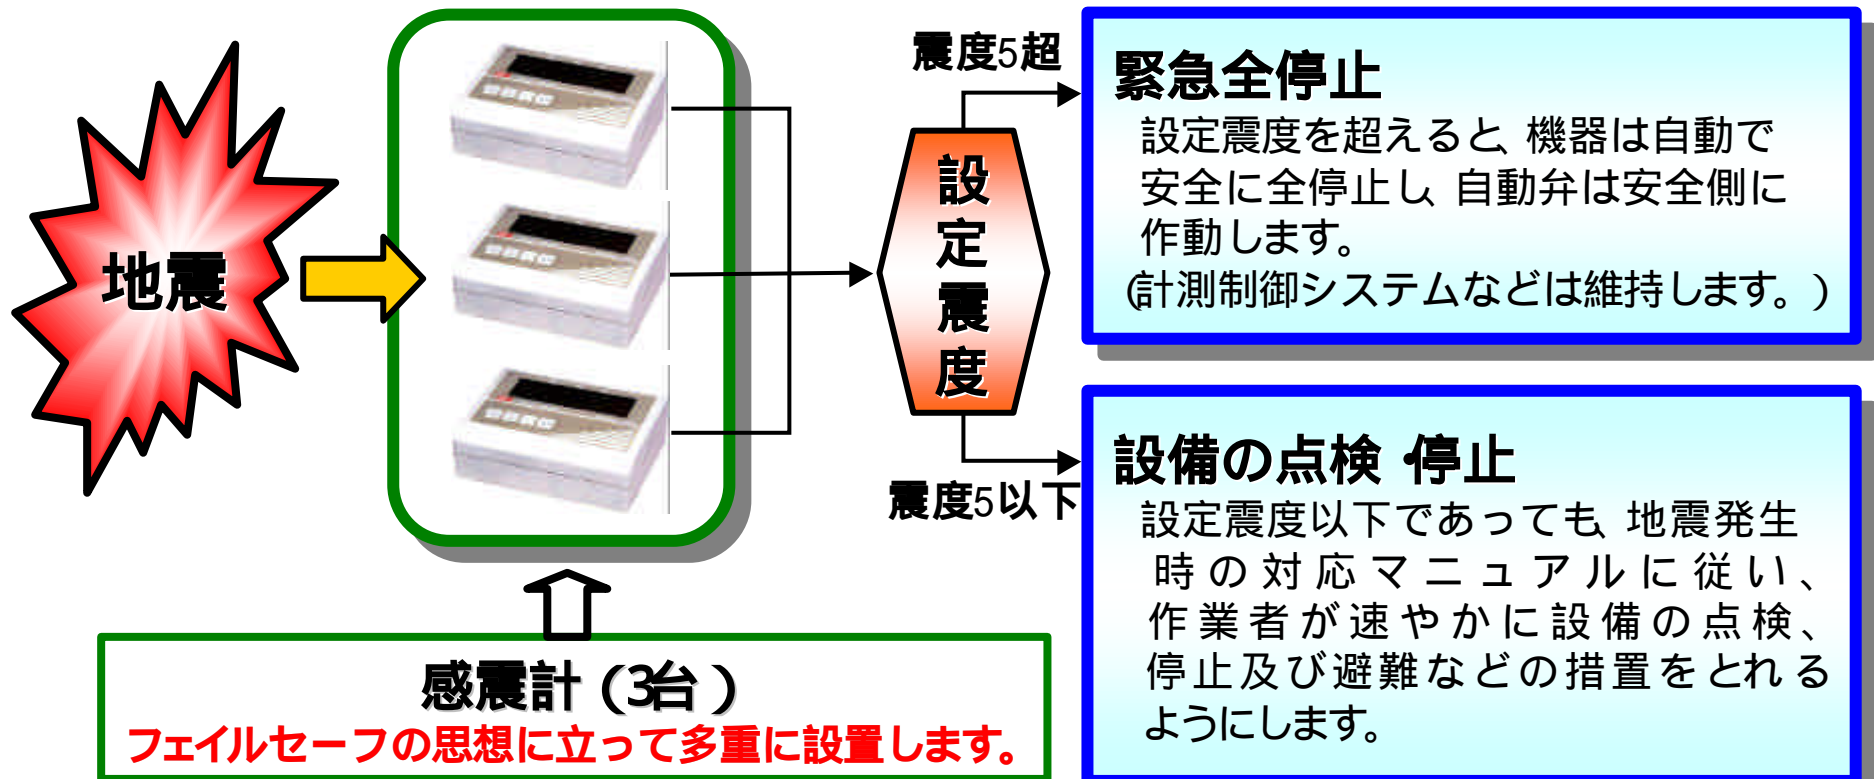 地震
設定震度
震度5超
緊急全停止
設定震度を超えると、機器は自動で
安全に全停止し、自動弁は安全側に
作動します。
(計測制御システムなどは維持します。)
震度5以下
設備の点検・停止
設定震度以下であっても、地震発生
時の対応マニュアルに従い、
作業者が速やかに設備の点検、
停止及び避難などの措置をとれる
ようにします。
感震計(3台)
フェイルセーフの思想に立って多重に設置します。